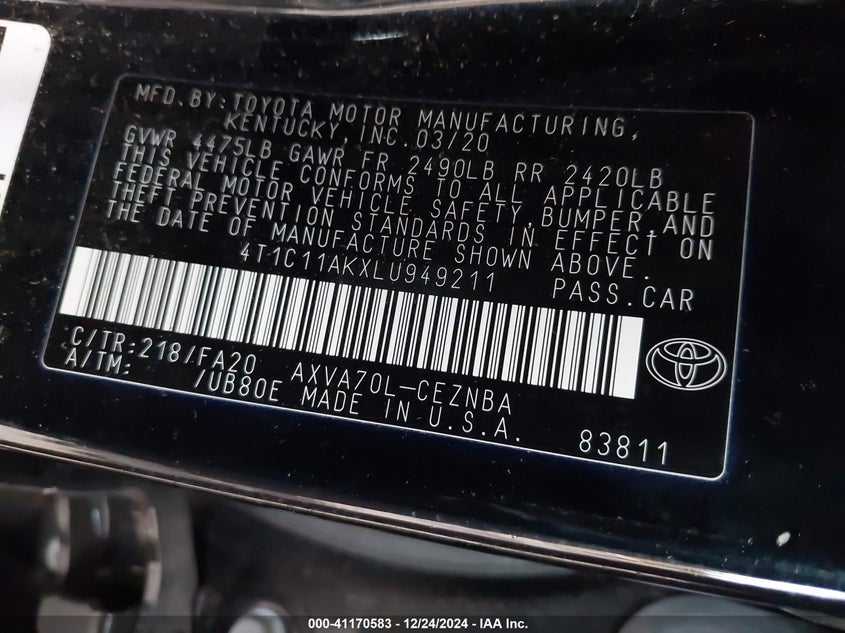 MFD.BY:TOYOTA MOTOR MANUFACTURING,
KENTUCKY,INC.03/20
GVWR 4475LB GAWR FR 2490LB RR 2420LB
THIS VEHICLE CONFORMS TO ALL APPLICABLE
FEDERAL MOTOR VEHICLE SAFETY,BUMPER,AND
THEFT PREVENTION STANDARDS IN EFFECT ON
THE DATE OF MANUFACTURE SHOWN ABOVE.
4T1C11AKXLU949211 PASS.CAR
C/TR:218/FA20 AXVA70L-CEZNBA
A/TM: /UB80E MADE IN U.S.A.
83811
000-41170583 - 12/24/2024 - IAA Inc.